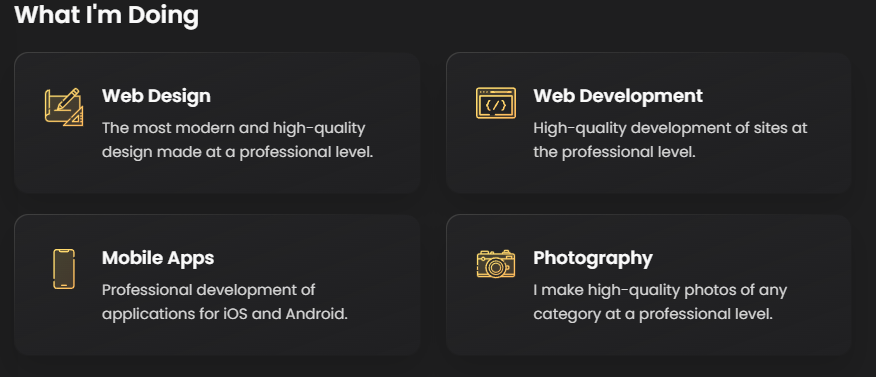 What I'm Doing
Web Design
The most modern and high-quality
design made at a professional level.
Web Development
High-quality development of sites at
the professional level.
Mobile Apps
Professional development of
applications for iOS and Android.
Photography
I make high-quality photos of any
category at a professional level.